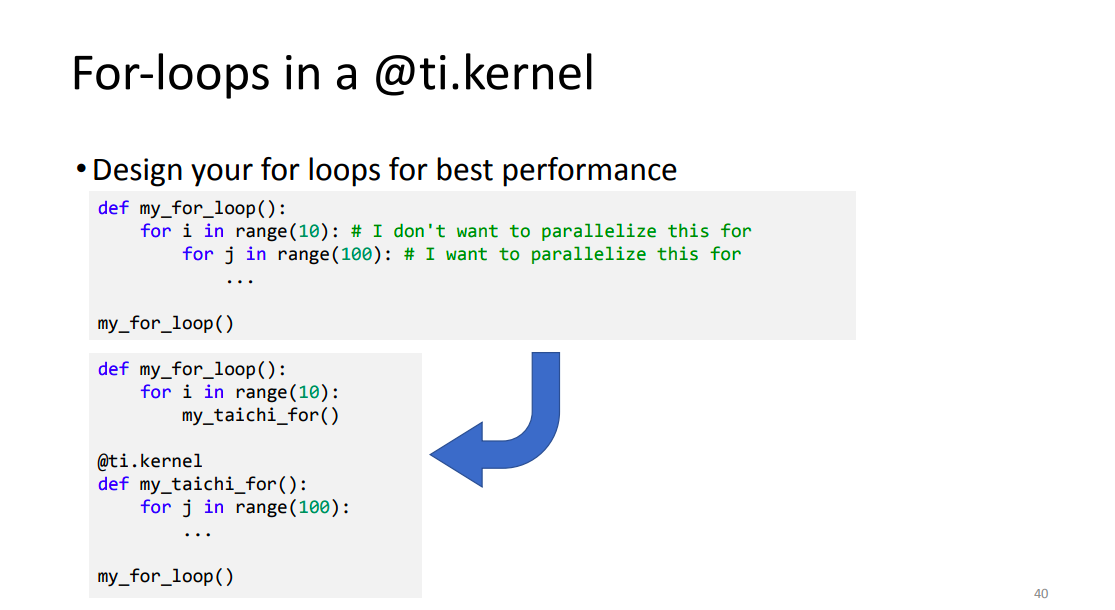 For-loops in a @ti.kernel
•Design your for loops for best performance
def my_for_loop():
    for i in range(10): # I don't want to parallelize this for
        for j in range(100): # I want to parallelize this for
            ...
my_for_loop()
def my_for_loop():
    for i in range(10):
        my_taichi_for()
@ti.kernel
def my_taichi_for():
    for j in range(100):
        ...
my_for_loop()
40